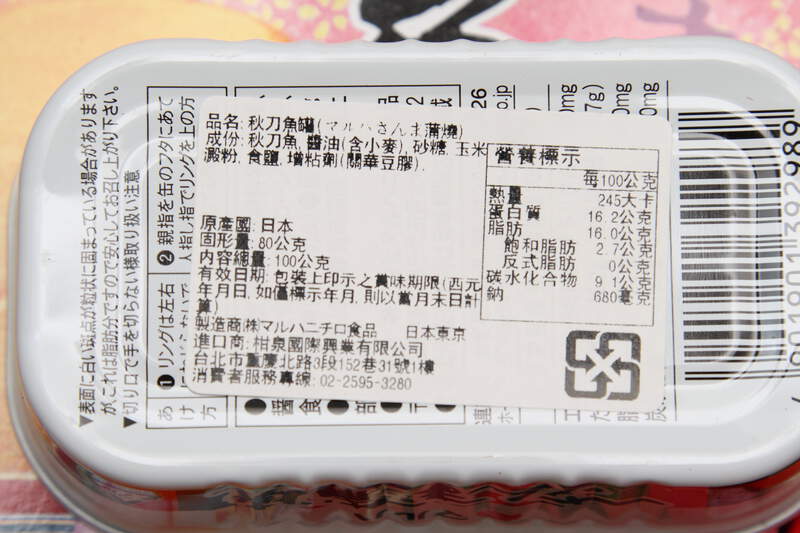 品名: 秋刀魚罐(マルハさんま蒲燒)
成份: 秋刀魚, 醬油(含小麥), 砂糖, 玉米
澱粉, 食鹽, 增粘劑(關華豆膠),
原產國: 日本
固形量: 80公克
內容總量: 100公克
有效日期: 包裝上印示之賞味期限(西元
年月日, 如僅標示年月, 則以當月末日計
算)
製造商:㈱マルハニチロ食品 日本東京
進口商: 柑泉國際興業有限公司
台北市重慶北路3段152巷31號1樓
消費者服務專線: 02-2595-3280
營養標示
每100公克
熱量 245大卡
蛋白質 16.2公克
脂肪 16.0公克
飽和脂肪 2.7公克
反式脂肪 0公克
碳水化合物 9.1公克
鈉 680毫克
▼表面に白い斑点が粒状に固まっている場合があります
が、これは脂肪分ですので安心してお召し上がり下さい。
▼切り口で手を切らない様取り扱い注意
あけ方
❶リングは左右
❷親指を缶のフタにあて
人指し指でリングを上の方